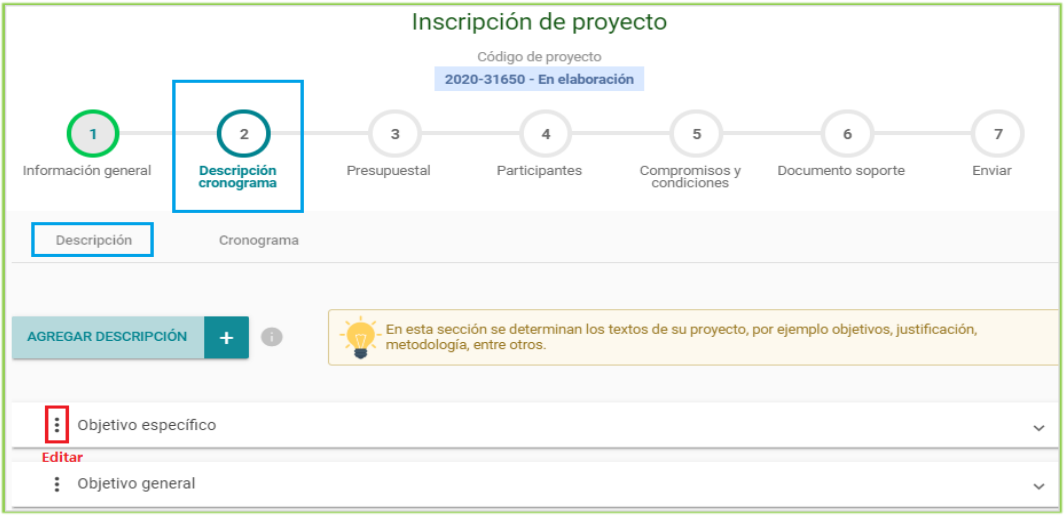 Inscripción de proyecto
Código de proyecto
2020-31650 - En elaboración
1
2
3
4
5
6
7
Información general
Descripción
cronograma
Presupuestal
Participantes
Compromisos y
condiciones
Documento soporte
Enviar
Descripción
Cronograma
AGREGAR DESCRIPCIÓN +
i
En esta sección se determinan los textos de su proyecto, por ejemplo objetivos, justificación,
metodología, entre otros.
Objetivo específico
Editar
Objetivo general